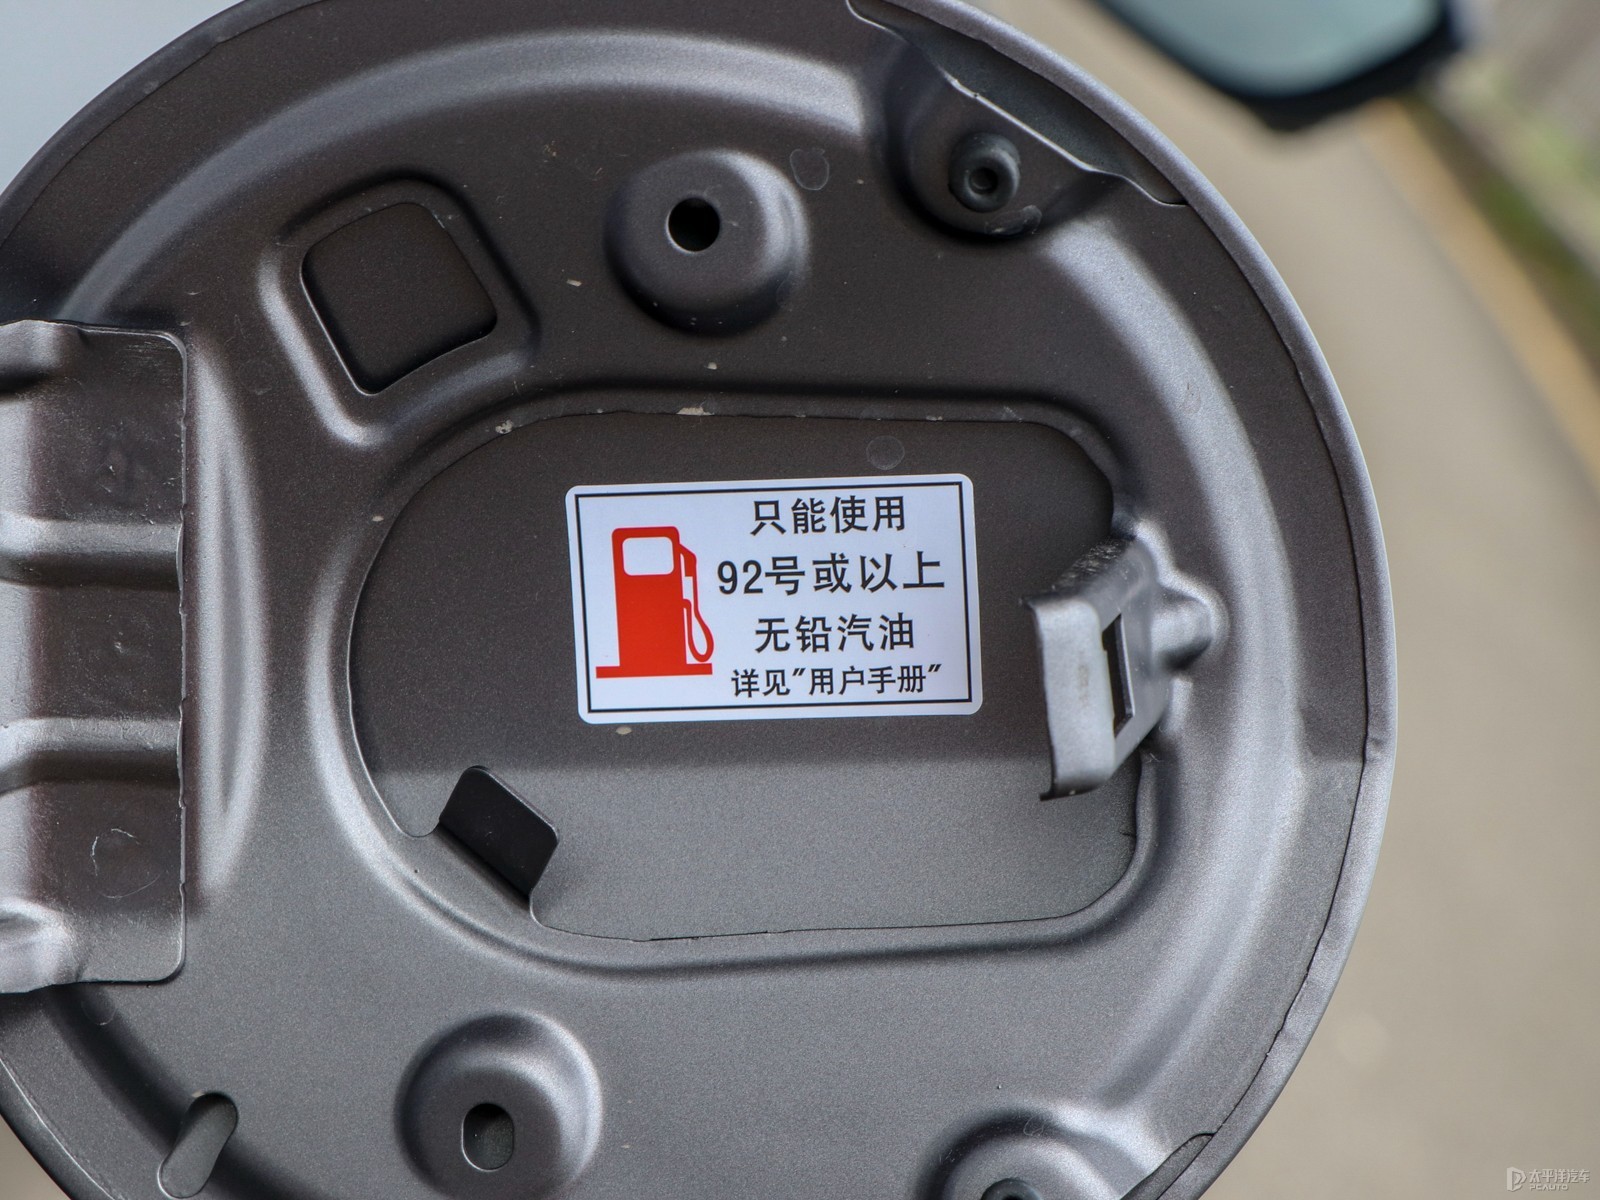 只能使用
92号或以上
无铅汽油
详见"用户手册"
太平洋汽车
PCAUTO